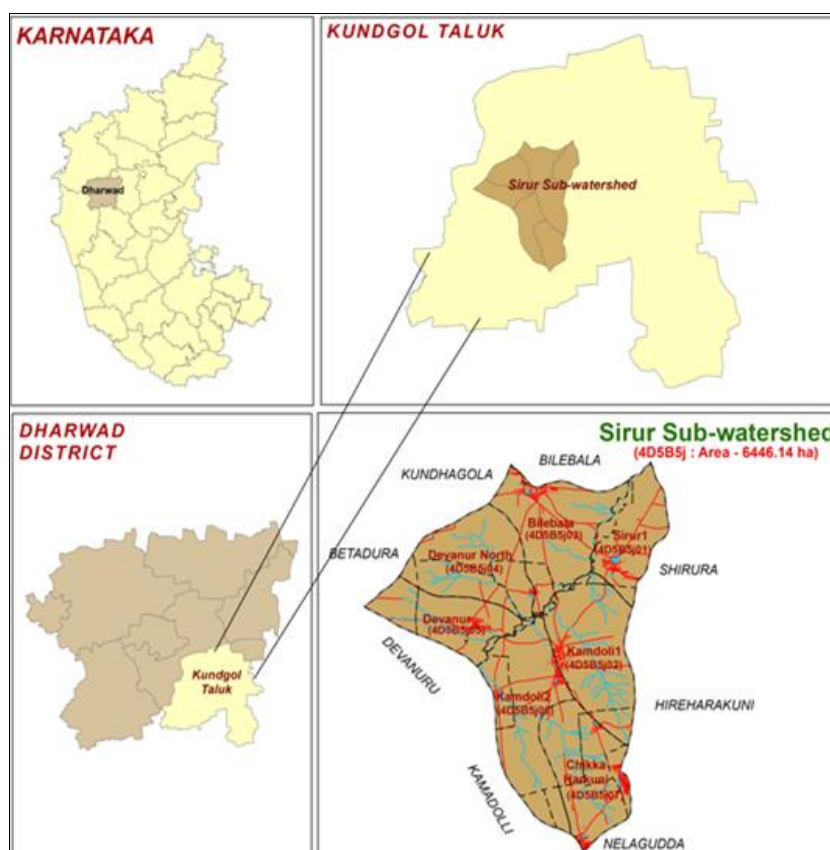 KARNATAKA
Dharwad
KUNDGOL TALUK
Sirur Sub-watershed
DHARWAD
DISTRICT
Kundgol
Taluk
Sirur Sub-watershed
(4D5B5j : Area - 6446.14 ha)
BILEBALA
KUNDHAGOLA
BETADURA
SHIRURA
DEVANURU
HIREHARAKUNI
KAMADOLLI
NELAGUDDA
Bilebala
(4D5B5j03)
Sirur1
(4D5B5j01)
Devanur North
(4D5B5j04)
Devanur
(4D5B5j05)
Kamdoli1
(4D5B5j02)
Kamdoli2
(4D5B5j06)
Chikka
Harkuni
(4D5B5j07)